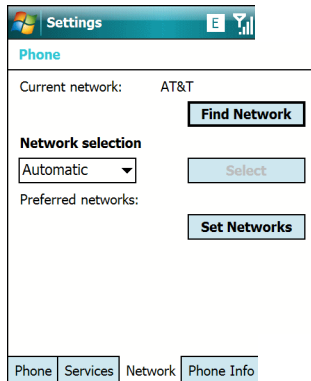 Settings E
Phone
Current network: AT&T
Find Network
Network selection
Automatic Select
Preferred networks:
Set Networks
Phone Services Network Phone Info